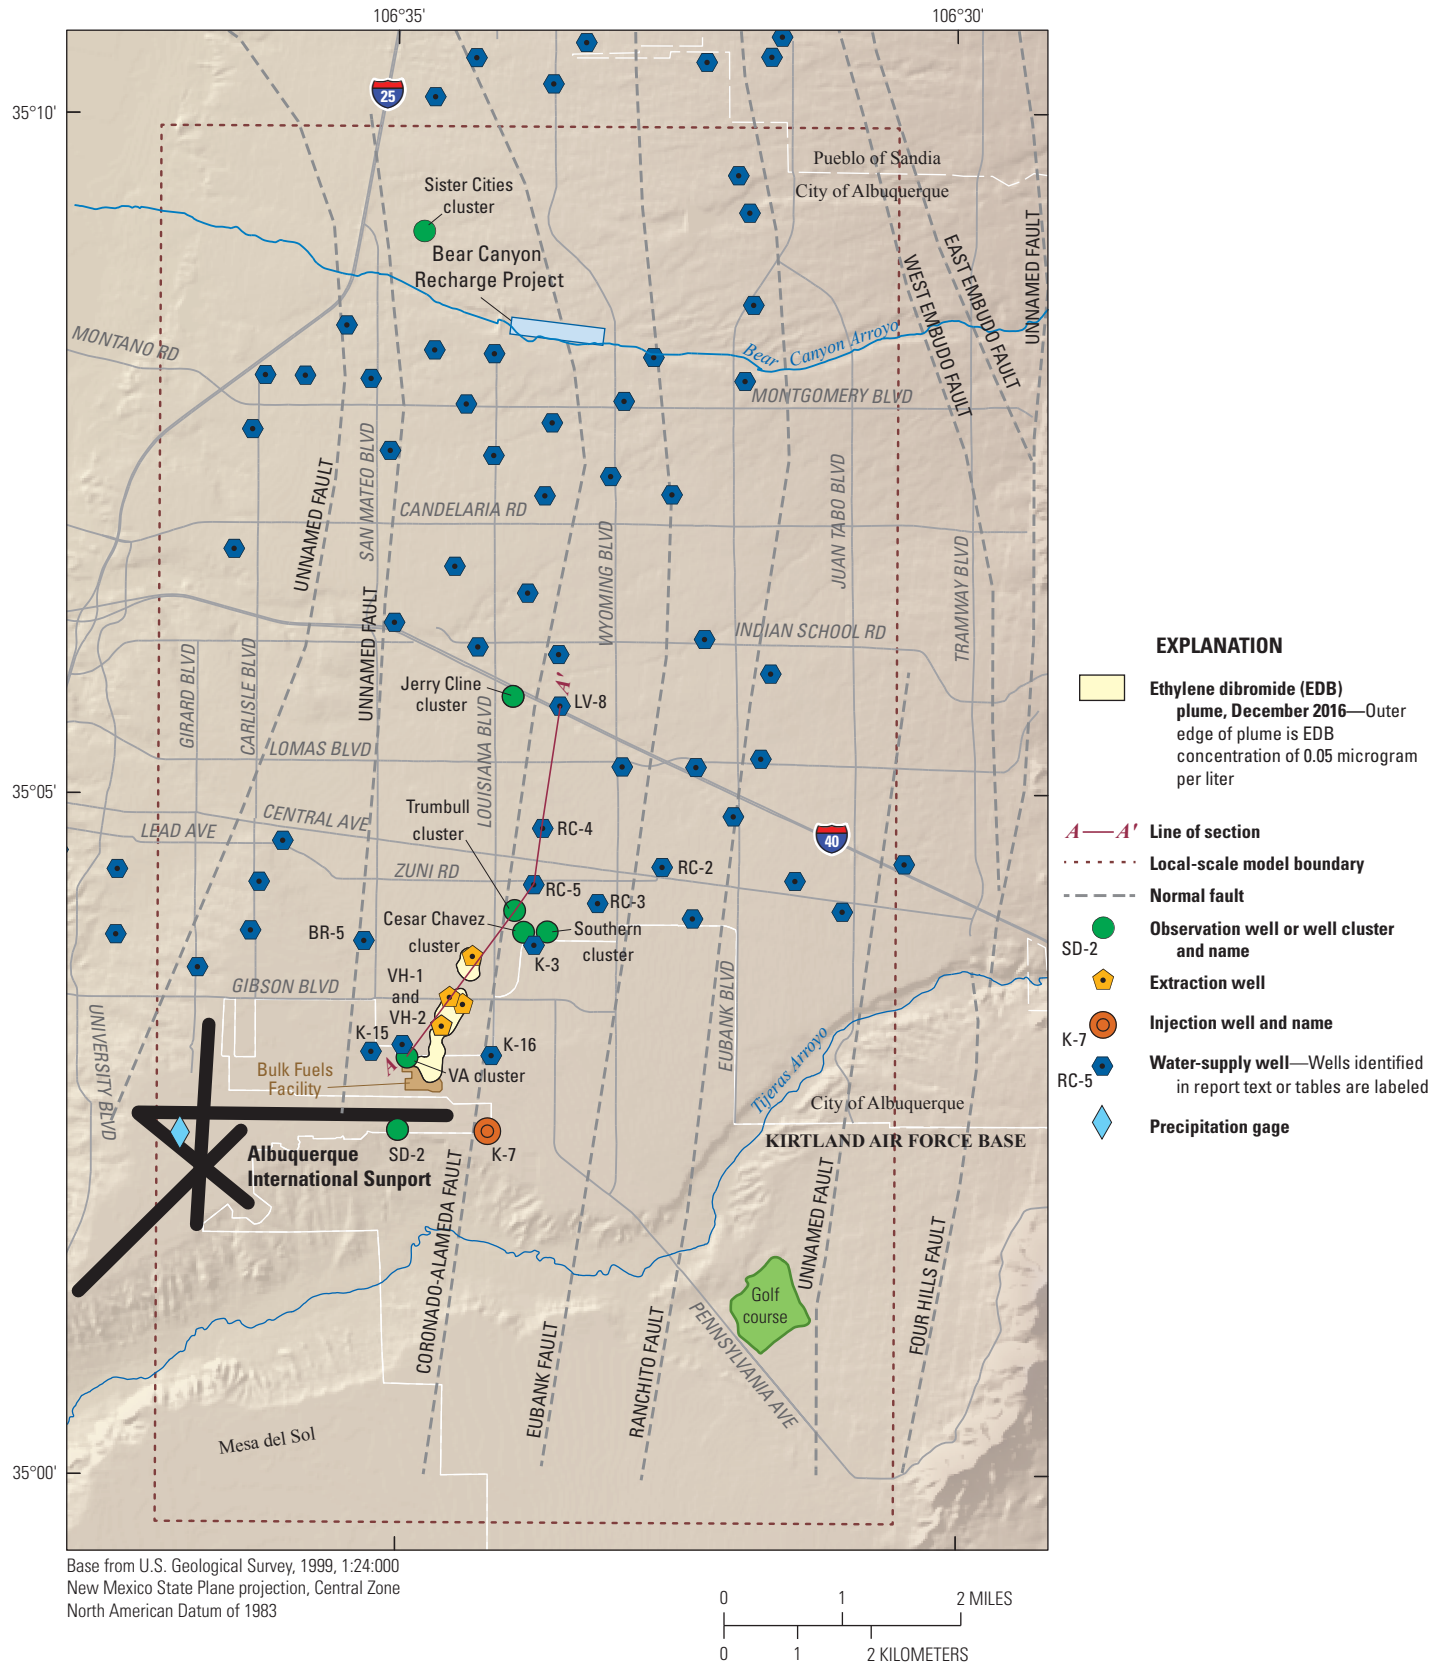 106°35'
106°30'
35°10'
25
Pueblo of Sandia
City of Albuquerque
Sister Cities
cluster
Bear Canyon
Recharge Project
UNNAMED FAULT
EAST EMBUDO FAULT
WEST EMBUDO FAULT
MONTANO RD
Bear Canyon Arroyo
MONTGOMERY BLVD
UNNAMED FAULT
SAN MATEO BLVD
CANDELARIA RD
JUAN TABO BLVD
WYOMING BLVD
TRAMWAY BLVD
UNNAMED FAULT
INDIAN SCHOOL RD
GIRARD BLVD
CARLISLE BLVD
Jerry Cline
cluster
A'
LV-8
LOUISIANA BLVD
LOMAS BLVD
35°05'
Trumbull
cluster
CENTRAL AVE
LEAD AVE
RC-4
40
ZUNI RD
RC-2
RC-5
RC-3
Cesar Chavez
cluster
Southern
cluster
BR-5
K-3
VH-1
and
VH-2
GIBSON BLVD
EUBANK BLVD
UNIVERSITY BLVD
K-15
K-16
A
Bulk Fuels
Facility
VA cluster
Tijeras Arroyo
City of Albuquerque
KIRTLAND AIR FORCE BASE
Albuquerque
International Sunport
SD-2
K-7
CORONADO-ALAMEDA FAULT
UNNAMED FAULT
FOUR HILLS FAULT
Golf
course
EUBANK FAULT
RANCHITO FAULT
PENNSYLVANIA AVE
Mesa del Sol
35°00'
Base from U.S. Geological Survey, 1999, 1:24:000
New Mexico State Plane projection, Central Zone
North American Datum of 1983
0 1 2 MILES
0 1 2 KILOMETERS
EXPLANATION
Ethylene dibromide (EDB)
plume, December 2016—Outer
edge of plume is EDB
concentration of 0.05 microgram
per liter
A—A' Line of section
Local-scale model boundary
Normal fault
Observation well or well cluster
and name
SD-2
Extraction well
Injection well and name
K-7
Water-supply well—Wells identified
in report text or tables are labeled
RC-5
Precipitation gage